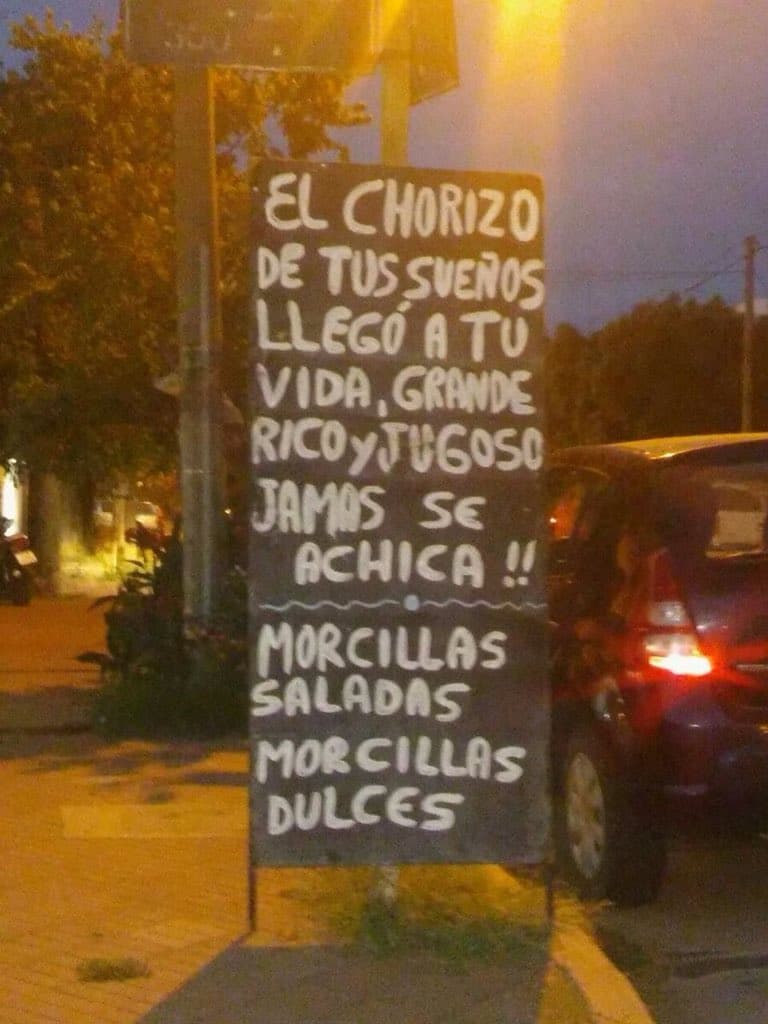 EL CHORIZO
DE TUS SUEÑOS
LLEGÓ A TU
VIDA, GRANDE
RICO Y JUGOSO
JAMAS SE
ACHICA !!
MORCILLAS
SALADAS
MORCILLAS
DULCES